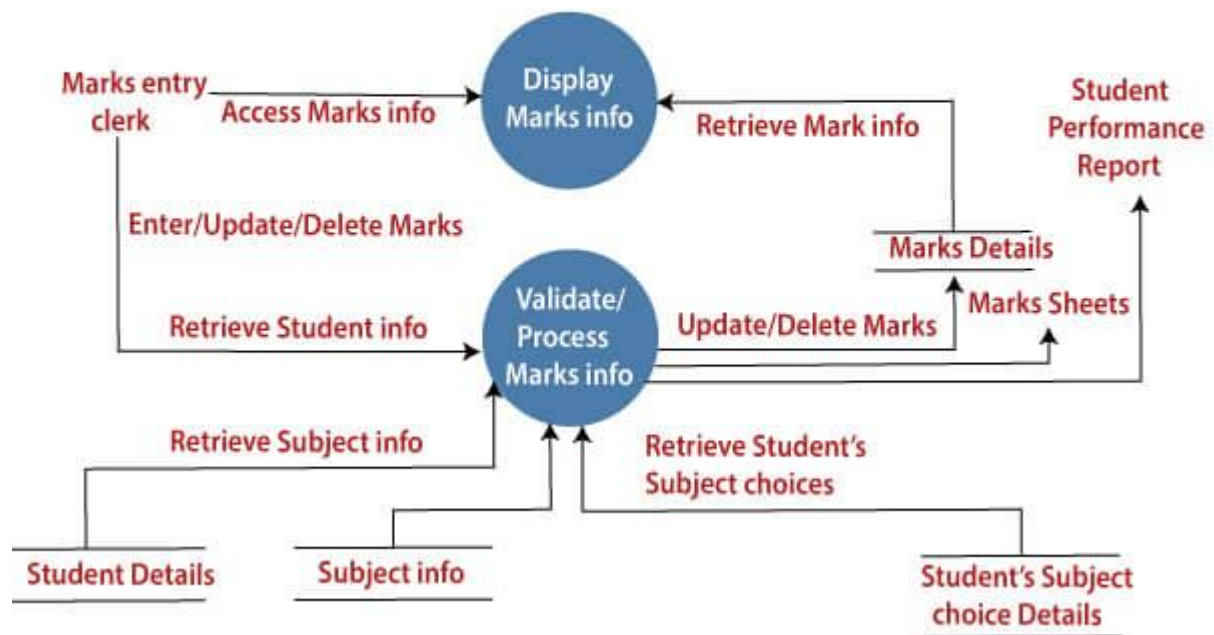 Marks entry
clerk
Access Marks info
Display
Marks info
Retrieve Mark info
Student
Performance
Report
Enter/Update/Delete Marks
Marks Details
Retrieve Student info
Validate/
Process
Marks info
Update/Delete Marks
Marks Sheets
Retrieve Subject info
Retrieve Student’s
Subject choices
Student Details
Subject info
Student’s Subject
choice Details